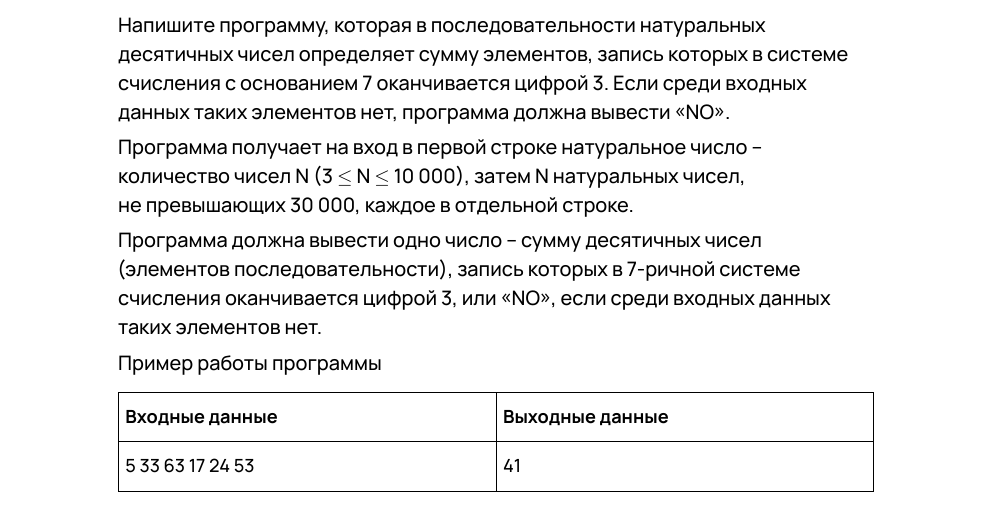 Напишите программу, которая в последовательности натуральных
десятичных чисел определяет сумму элементов, запись которых в системе
счисления с основанием 7 оканчивается цифрой 3. Если среди входных
данных таких элементов нет, программа должна вывести «NO».
Программа получает на вход в первой строке натуральное число –
количество чисел N (3 ≤ N ≤ 10 000), затем N натуральных чисел,
не превышающих 30 000, каждое в отдельной строке.
Программа должна вывести одно число – сумму десятичных чисел
(элементов последовательности), запись которых в 7-ричной системе
счисления оканчивается цифрой 3, или «NO», если среди входных данных
таких элементов нет.
Пример работы программы
Входные данные Выходные данные
5 33 63 17 24 53 41